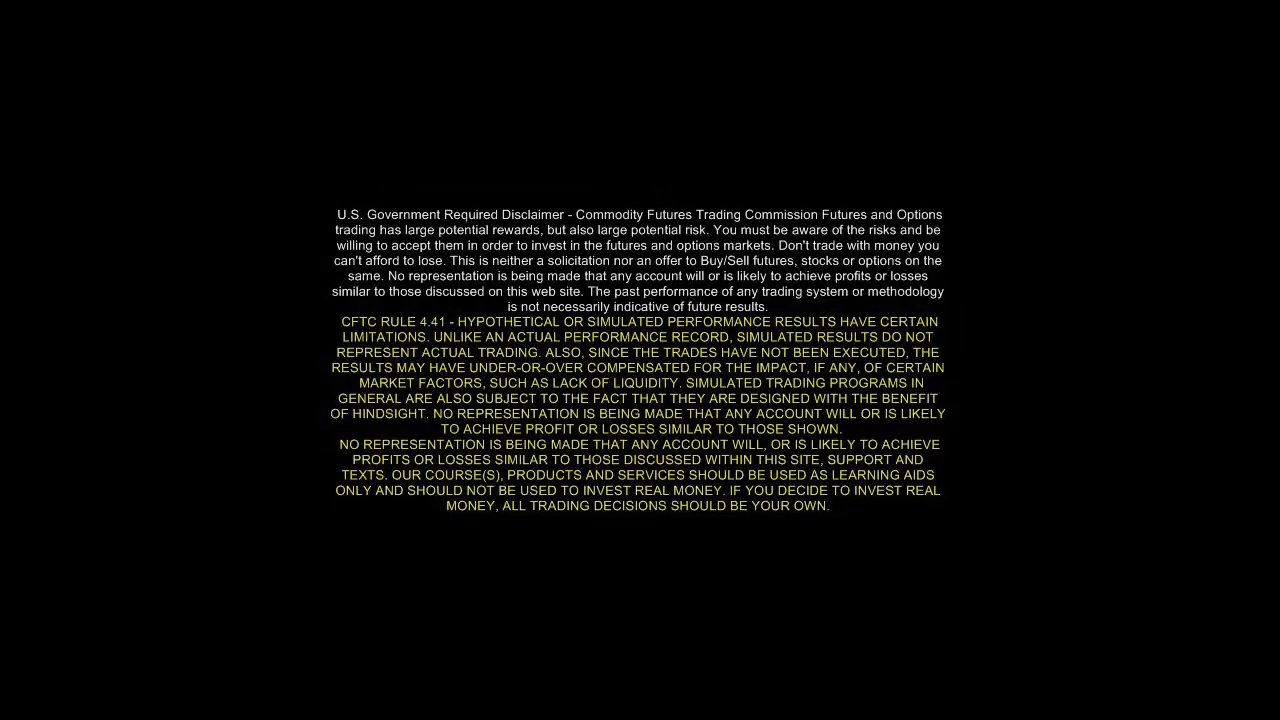 U.S. Government Required Disclaimer - Commodity Futures Trading Commission Futures and Options
trading has large potential rewards, but also large potential risk. You must be aware of the risks and be
willing to accept them in order to invest in the futures and options markets. Don't trade with money you
can't afford to lose. This is neither a solicitation nor an offer to Buy/Sell futures, stocks or options on the
same. No representation is being made that any account will or is likely to achieve profits or losses
similar to those discussed on this web site. The past performance of any trading system or methodology
is not necessarily indicative of future results.
CFTC RULE 4.41 - HYPOTHETICAL OR SIMULATED PERFORMANCE RESULTS HAVE CERTAIN
LIMITATIONS. UNLIKE AN ACTUAL PERFORMANCE RECORD, SIMULATED RESULTS DO NOT
REPRESENT ACTUAL TRADING. ALSO, SINCE THE TRADES HAVE NOT BEEN EXECUTED, THE
RESULTS MAY HAVE UNDER-OR-OVER COMPENSATED FOR THE IMPACT, IF ANY, OF CERTAIN
MARKET FACTORS, SUCH AS LACK OF LIQUIDITY. SIMULATED TRADING PROGRAMS IN
GENERAL ARE ALSO SUBJECT TO THE FACT THAT THEY ARE DESIGNED WITH THE BENEFIT
OF HINDSIGHT. NO REPRESENTATION IS BEING MADE THAT ANY ACCOUNT WILL OR IS LIKELY
TO ACHIEVE PROFIT OR LOSSES SIMILAR TO THOSE SHOWN.
NO REPRESENTATION IS BEING MADE THAT ANY ACCOUNT WILL, OR IS LIKELY TO ACHIEVE
PROFITS OR LOSSES SIMILAR TO THOSE DISCUSSED WITHIN THIS SITE, SUPPORT AND
TEXTS. OUR COURSE(S), PRODUCTS AND SERVICES SHOULD BE USED AS LEARNING AIDS
ONLY AND SHOULD NOT BE USED TO INVEST REAL MONEY. IF YOU DECIDE TO INVEST REAL
MONEY, ALL TRADING DECISIONS SHOULD BE YOUR OWN.